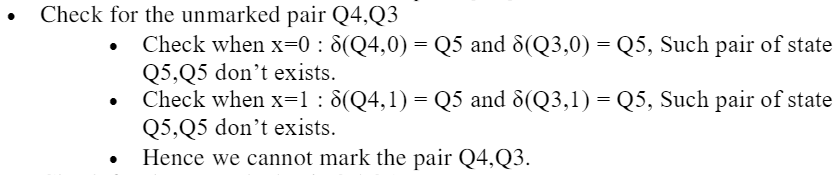 • Check for the unmarked pair Q4,Q3
• Check when x=0 : δ(Q4,0) = Q5 and δ(Q3,0) = Q5, Such pair of state
Q5,Q5 don’t exists.
• Check when x=1 : δ(Q4,1) = Q5 and δ(Q3,1) = Q5, Such pair of state
Q5,Q5 don’t exists.
• Hence we cannot mark the pair Q4,Q3.